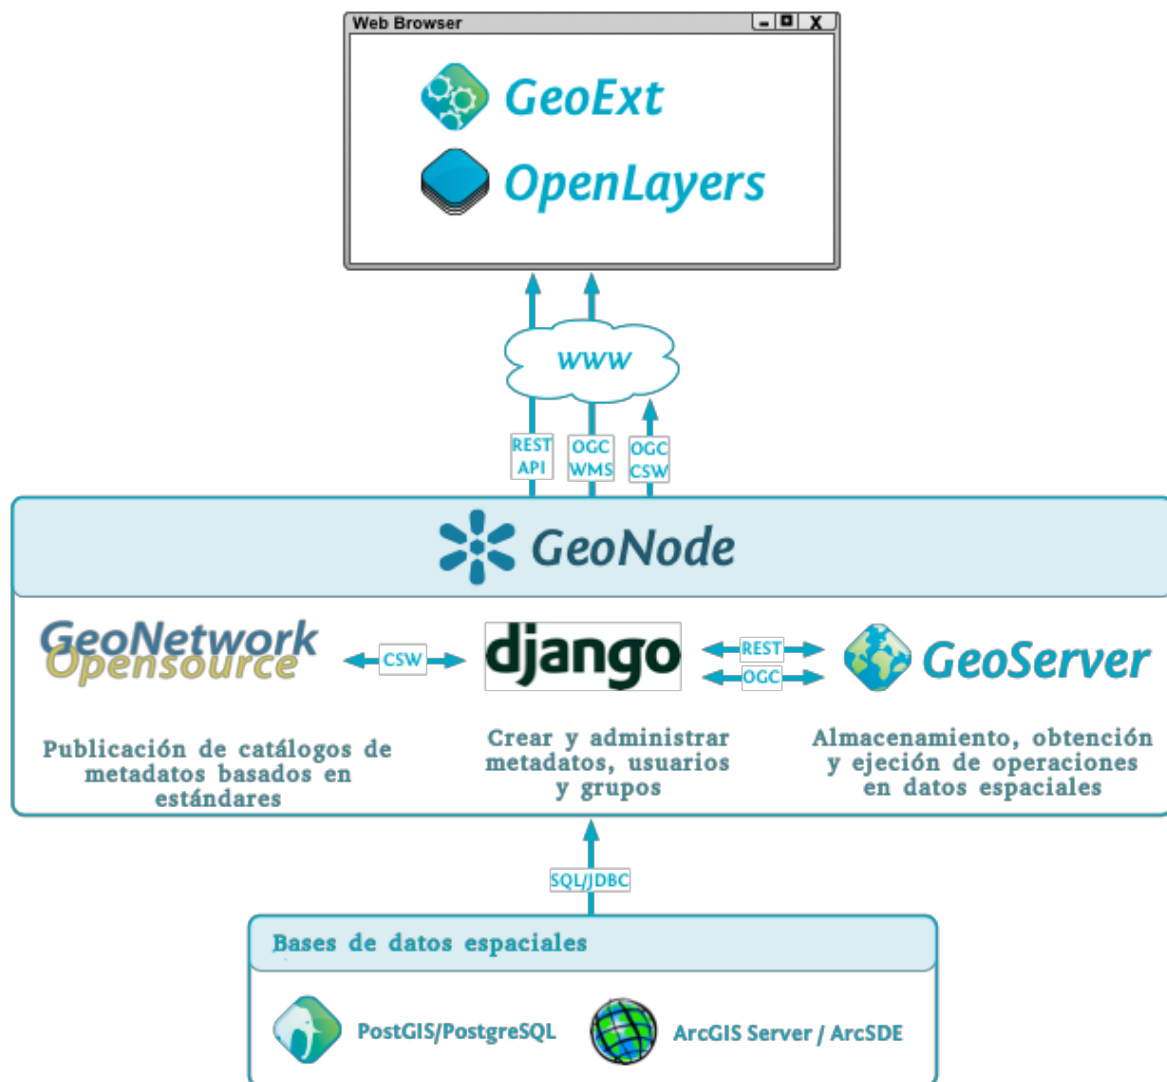 Web Browser
X
GeoExt
OpenLayers
WWW
REST
API
OGC
WMS
OGC
CSW
GeoNode
GeoNetwork
Opensource
CSW
django
REST
OGC
GeoServer
Publicación de catálogos de
metadatos basados en
estándares
Crear y administrar
metadatos, usuarios
y grupos
Almacenamiento, obtención
y ejeción de operaciones
en datos espaciales
SQL/JDBC
Bases de datos espaciales
PostGIS/PostgreSQL
ArcGIS Server / ArcSDE